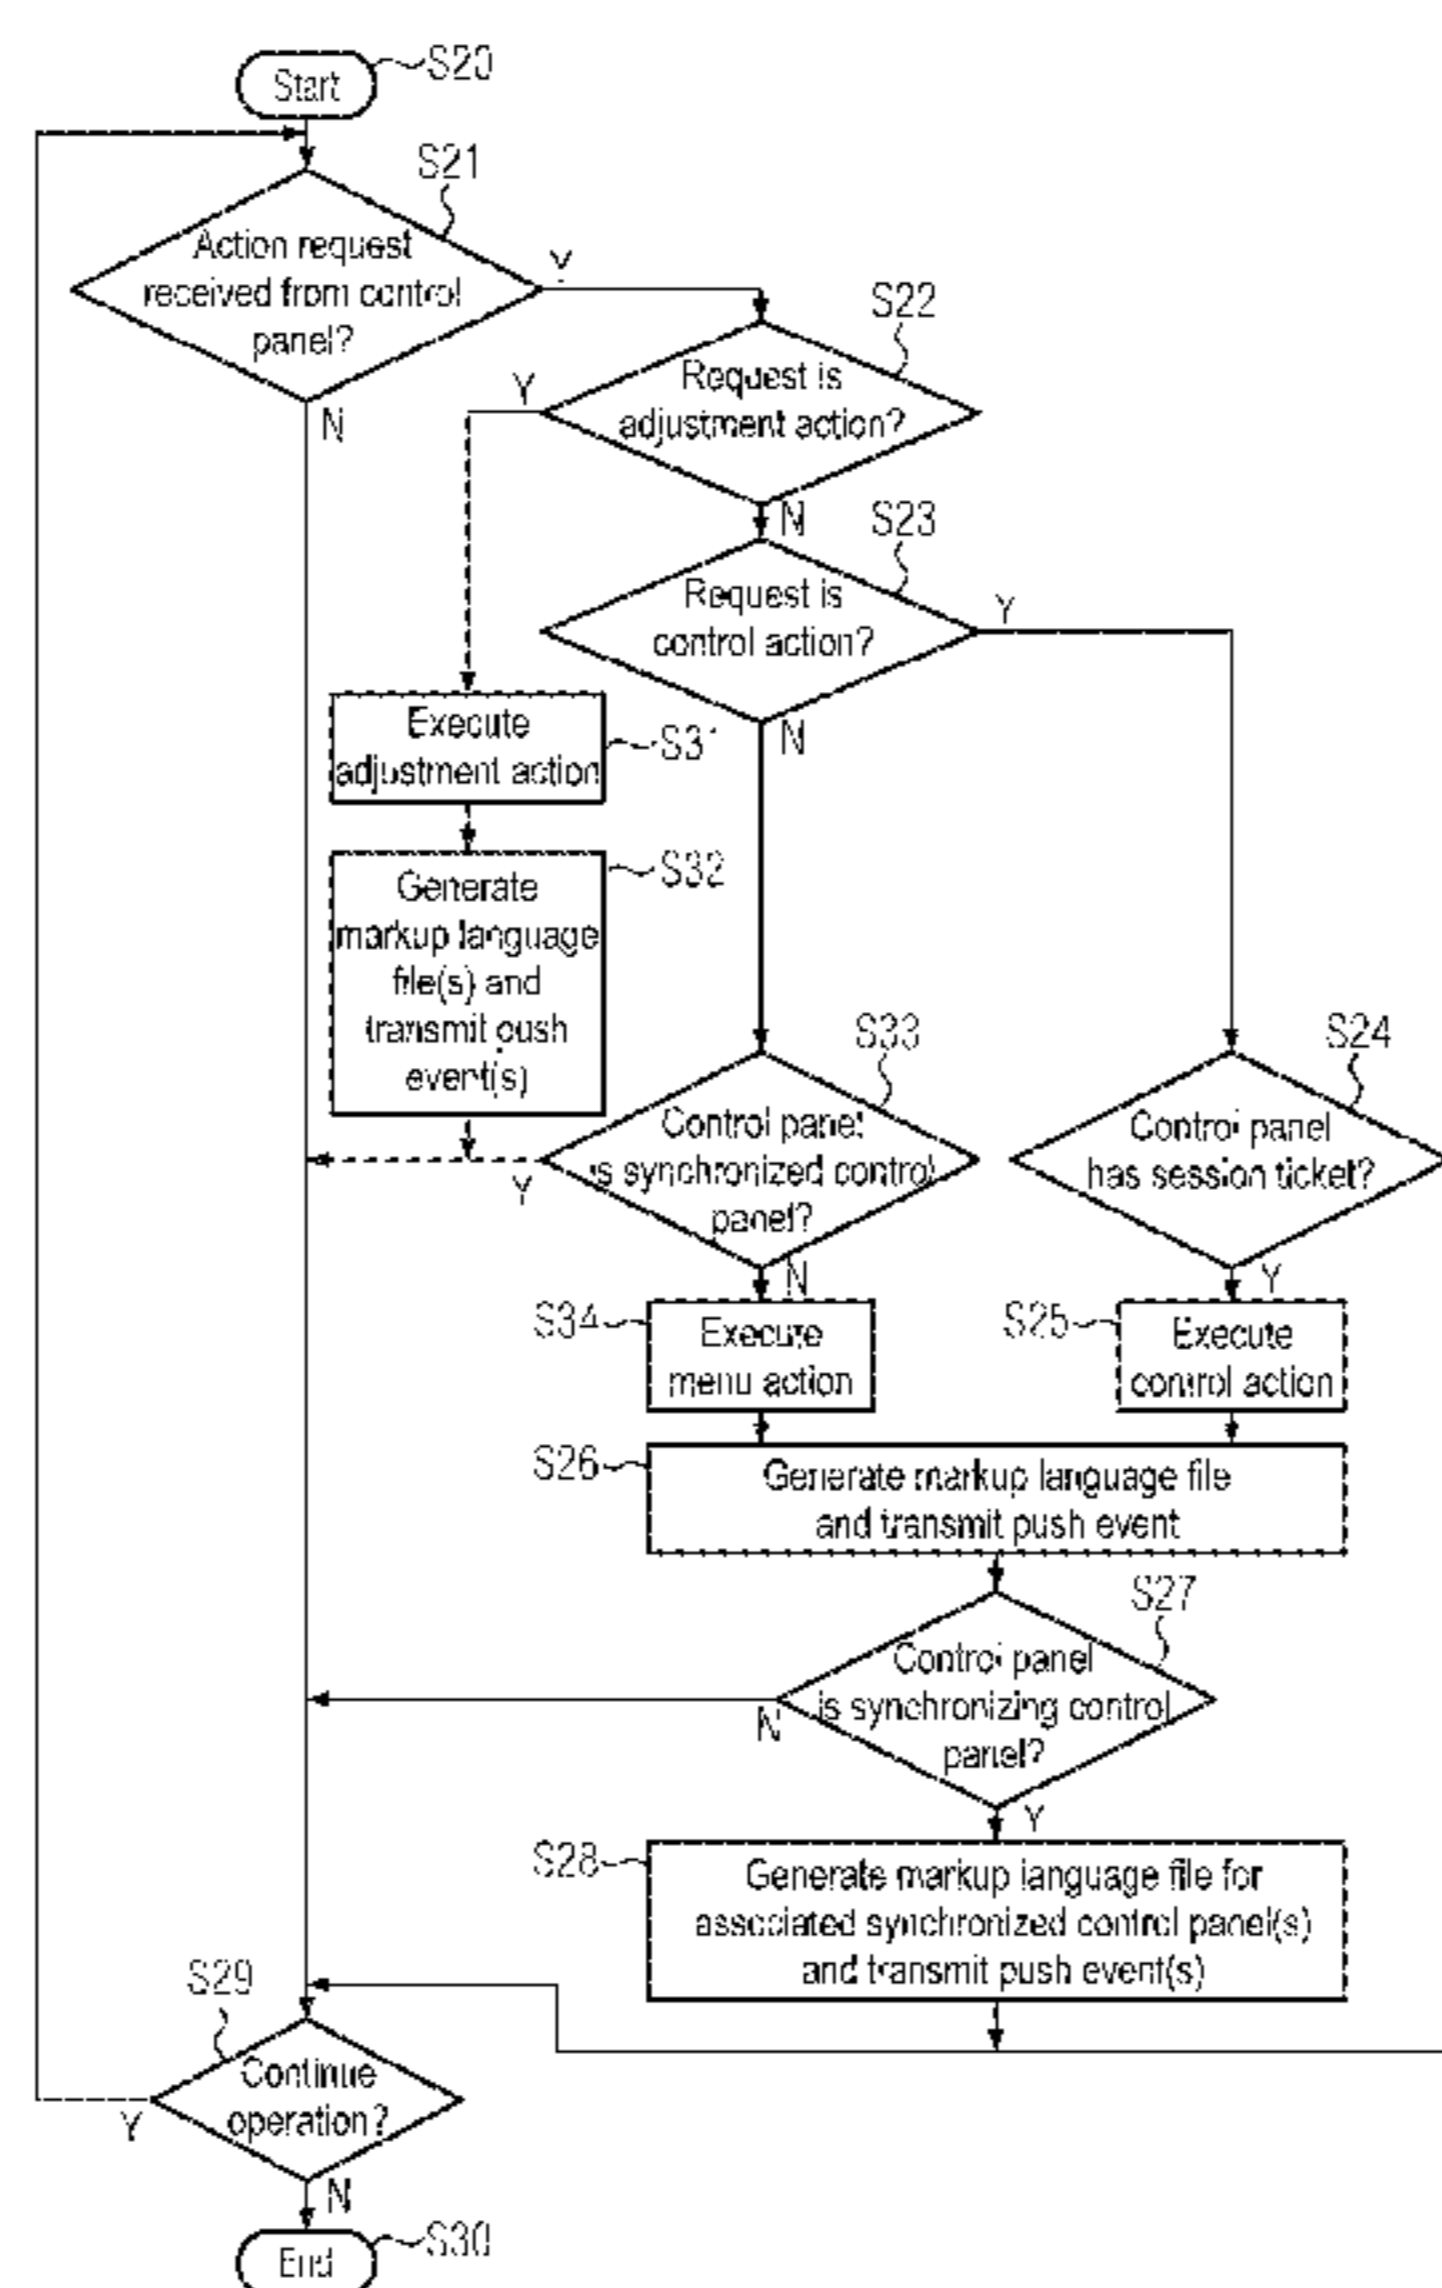 Start
S20
S21
Action request
received from control
panel?
Y
N
S22
Request is
adjustment action?
Y
N
S23
Request is
control action?
Y
N
Execute
adjustment action
S31
Generate
markup language
file(s) and
transmit push
event(s)
S32
S33
Control panel
is synchronized control
panel?
Y
N
S24
Control panel
has session ticket?
Y
S34
Execute
menu action
S25
Execute
control action
S26
Generate markup language file
and transmit push event
S27
Control panel
is synchronizing control
panel?
N
Y
S28
Generate markup language file for
associated synchronized control panel(s)
and transmit push event(s)
S29
Continue
operation?
Y
N
End
S30